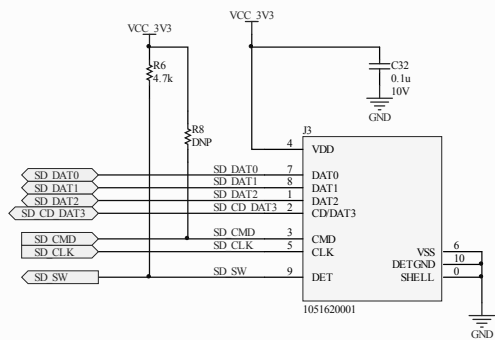 VCC_3V3
VCC_3V3
R6
4.7k
C32
0.1u
10V
GND
R8
DNP
J3
4
VDD
SD_DAT0 SD_DAT0 7 DAT0
SD_DAT1 SD_DAT1 8 DAT1
SD_DAT2 SD_DAT2 1 DAT2
SD_CD_DAT3 SD_CD_DAT3 2 CD/DAT3
SD_CMD SD_CMD 3 CMD
SD_CLK SD_CLK 5 CLK
VSS 6
DETGND 10
SD_SW SD_SW 9 DET SHELL 0
1051620001
GND